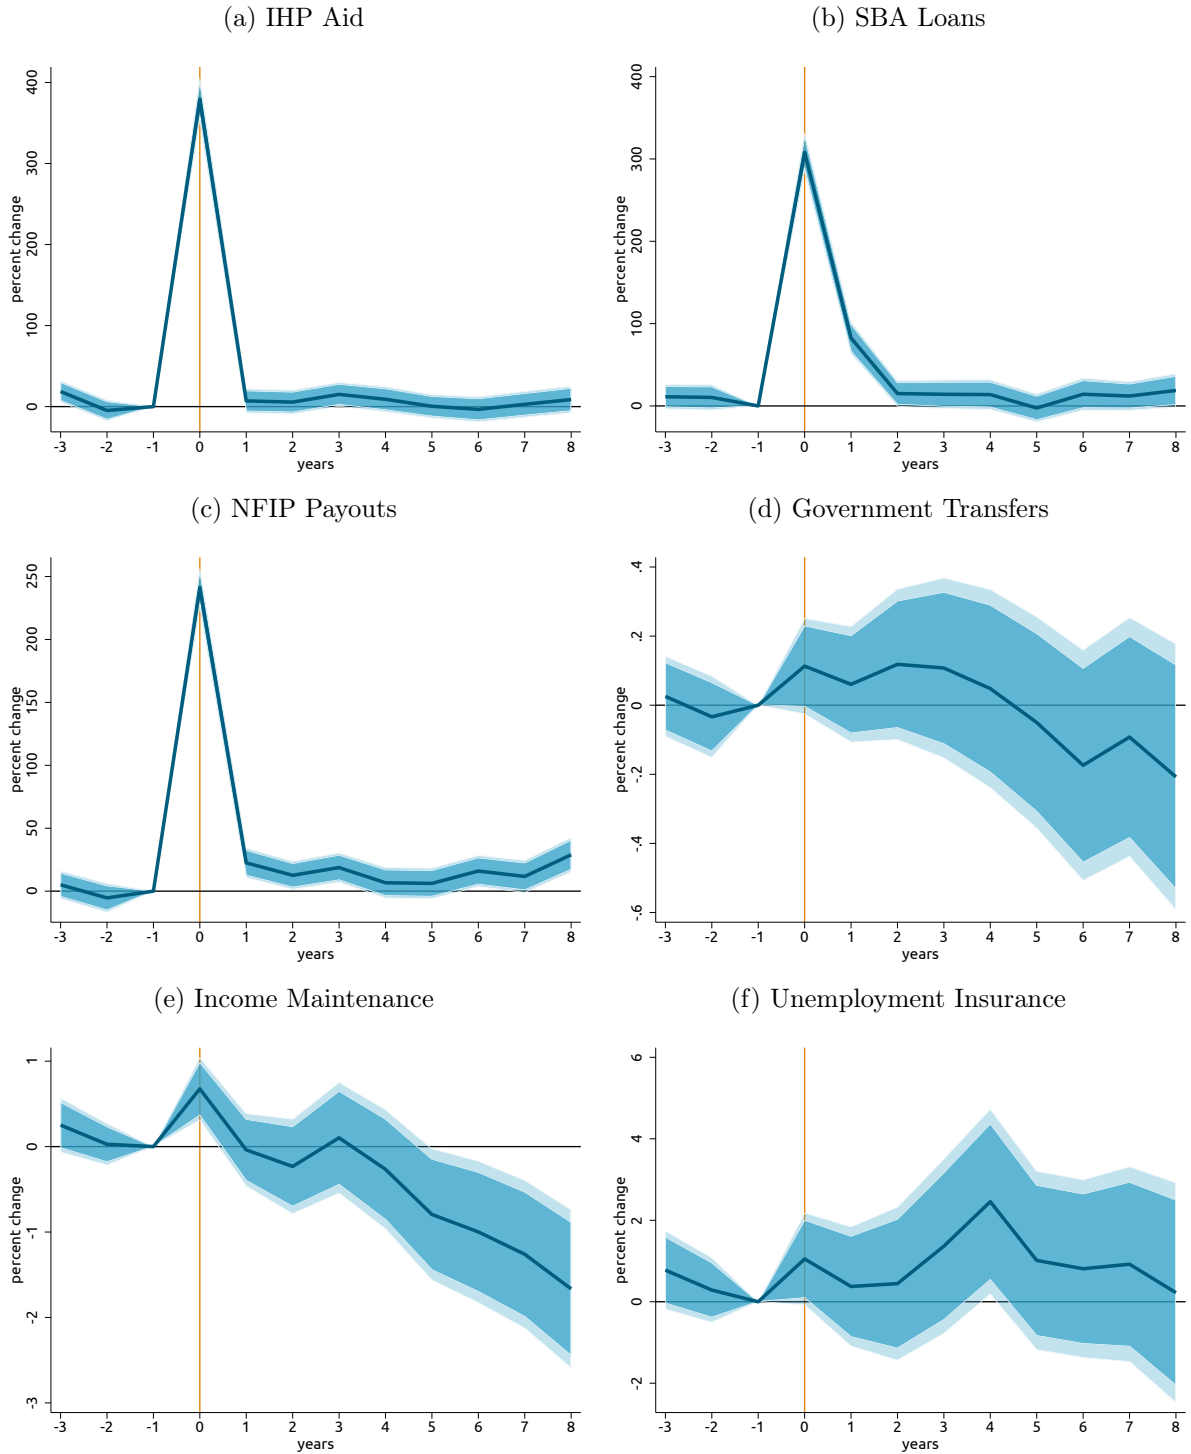 (a) IHP Aid
percent change
400
300
200
100
0
-3 -2 -1 0 1 2 3 4 5 6 7 8
years
(b) SBA Loans
percent change
400
300
200
100
0
-3 -2 -1 0 1 2 3 4 5 6 7 8
years
(c) NFIP Payouts
percent change
250
200
150
100
50
0
-3 -2 -1 0 1 2 3 4 5 6 7 8
years
(d) Government Transfers
percent change
.4
.2
0
-.2
-.4
-.6
-3 -2 -1 0 1 2 3 4 5 6 7 8
years
(e) Income Maintenance
percent change
1
0
-1
-2
-3
-3 -2 -1 0 1 2 3 4 5 6 7 8
years
(f) Unemployment Insurance
percent change
6
4
2
0
-2
-3 -2 -1 0 1 2 3 4 5 6 7 8
years